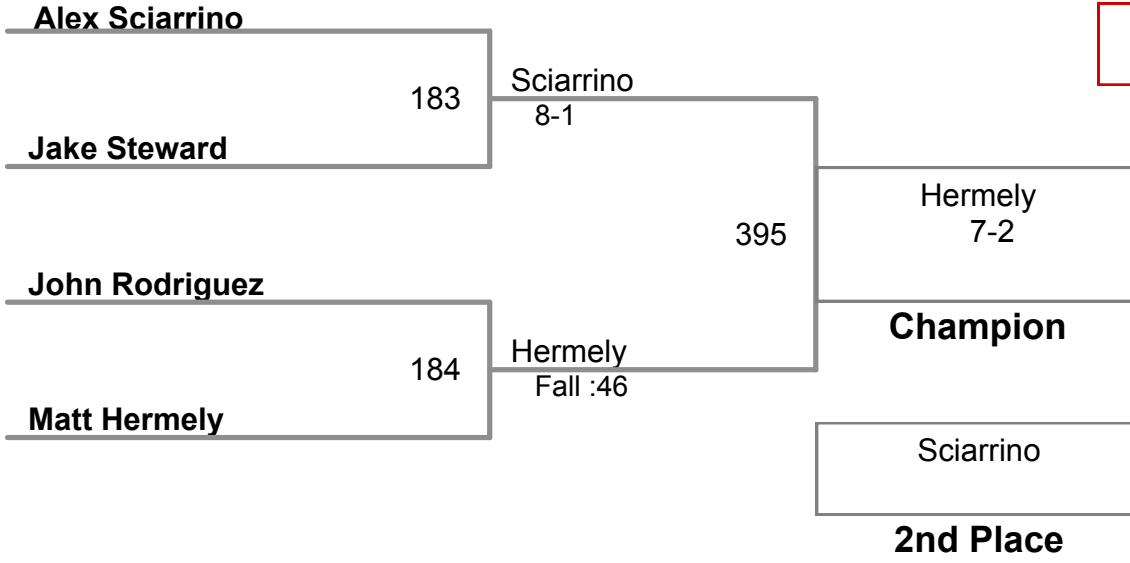 Alex Sciarrino
183
Sciarrino
8-1
Jake Steward
395
Hermely
7-2
Champion
John Rodriguez
184
Hermely
Fall :46
Matt Hermely
Sciarrino
2nd Place